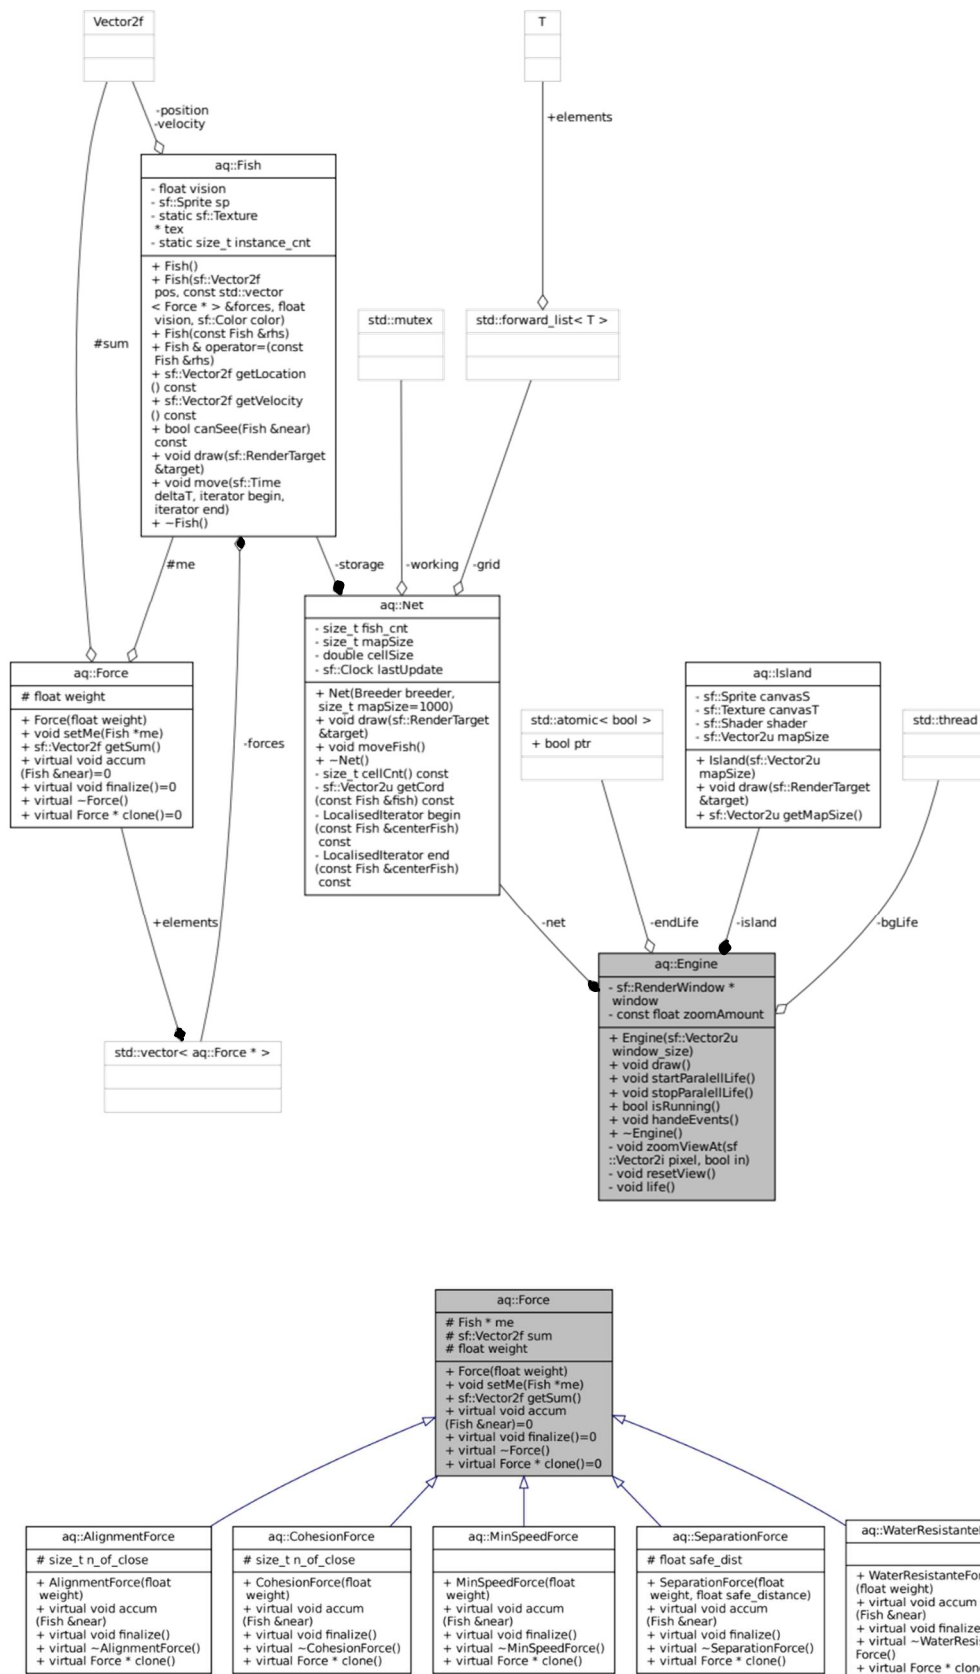 Vector2f
T
-position
-velocity
+elements
aq::Fish
- float vision
- sf::Sprite sp
- static sf::Texture
* tex
- static size_t instance_cnt
+ Fish()
+ Fish(sf::Vector2f
pos, const std::vector
< Force * > &forces, float
vision, sf::Color color)
+ Fish(const Fish &rhs)
+ Fish & operator=(const
Fish &rhs)
+ sf::Vector2f getLocation
() const
+ sf::Vector2f getVelocity
() const
+ bool canSee(Fish &near)
const
+ void draw(sf::RenderTarget
&target)
+ void move(sf::Time
deltaT, iterator begin,
iterator end)
+ ~Fish()
std::mutex
std::forward_list< T >
#sum
#me
-storage
-working
-grid
aq::Net
- size_t fish_cnt
- size_t mapSize
- double cellSize
- sf::Clock lastUpdate
+ Net(Breeder breeder,
size_t mapSize=1000)
+ void draw(sf::RenderTarget
&target)
+ void moveFish()
+ ~Net()
- size_t cellCnt() const
- sf::Vector2u getCord
(const Fish &fish) const
- LocalisedIterator begin
(const Fish &centerFish)
const
- LocalisedIterator end
(const Fish &centerFish)
const
aq::Force
# float weight
+ Force(float weight)
+ void setMe(Fish *me)
+ sf::Vector2f getSum()
+ virtual void accum
(Fish &near)=0
+ virtual void finalize()=0
+ virtual ~Force()
+ virtual Force * clone()=0
-forces
std::atomic< bool >
+ bool ptr
aq::Island
- sf::Sprite canvasS
- sf::Texture canvasT
- sf::Shader shader
- sf::Vector2u mapSize
+ Island(sf::Vector2u
mapSize)
+ void draw(sf::RenderTarget
&target)
+ sf::Vector2u getMapSize()
std::thread
+elements
-net
-endLife
-island
-bgLife
std::vector< aq::Force * >
aq::Engine
- sf::RenderWindow *
window
- const float zoomAmount
+ Engine(sf::Vector2u
window_size)
+ void draw()
+ void startParalellLife()
+ void stopParalellLife()
+ bool isRunning()
+ void handeEvents()
+ ~Engine()
- void zoomViewAt(sf
::Vector2i pixel, bool in)
- void resetView()
- void life()
aq::Force
# Fish * me
# sf::Vector2f sum
# float weight
+ Force(float weight)
+ void setMe(Fish *me)
+ sf::Vector2f getSum()
+ virtual void accum
(Fish &near)=0
+ virtual void finalize()=0
+ virtual ~Force()
+ virtual Force * clone()=0
aq::AlignmentForce
# size_t n_of_close
+ AlignmentForce(float
weight)
+ virtual void accum
(Fish &near)
+ virtual void finalize()
+ virtual ~AlignmentForce()
+ virtual Force * clone()
aq::CohesionForce
# size_t n_of_close
+ CohesionForce(float
weight)
+ virtual void accum
(Fish &near)
+ virtual void finalize()
+ virtual ~CohesionForce()
+ virtual Force * clone()
aq::MinSpeedForce
+ MinSpeedForce(float
weight)
+ virtual void accum
(Fish &near)
+ virtual void finalize()
+ virtual ~MinSpeedForce()
+ virtual Force * clone()
aq::SeparationForce
# float safe_dist
+ SeparationForce(float
weight, float safe_distance)
+ virtual void accum
(Fish &near)
+ virtual void finalize()
+ virtual ~SeparationForce()
+ virtual Force * clone()
aq::WaterResistante
+ WaterResistanteFo
(float weight)
+ virtual void accum
(Fish &near)
+ virtual void finalize
+ virtual ~WaterResi
Force()
+ virtual Force * clon